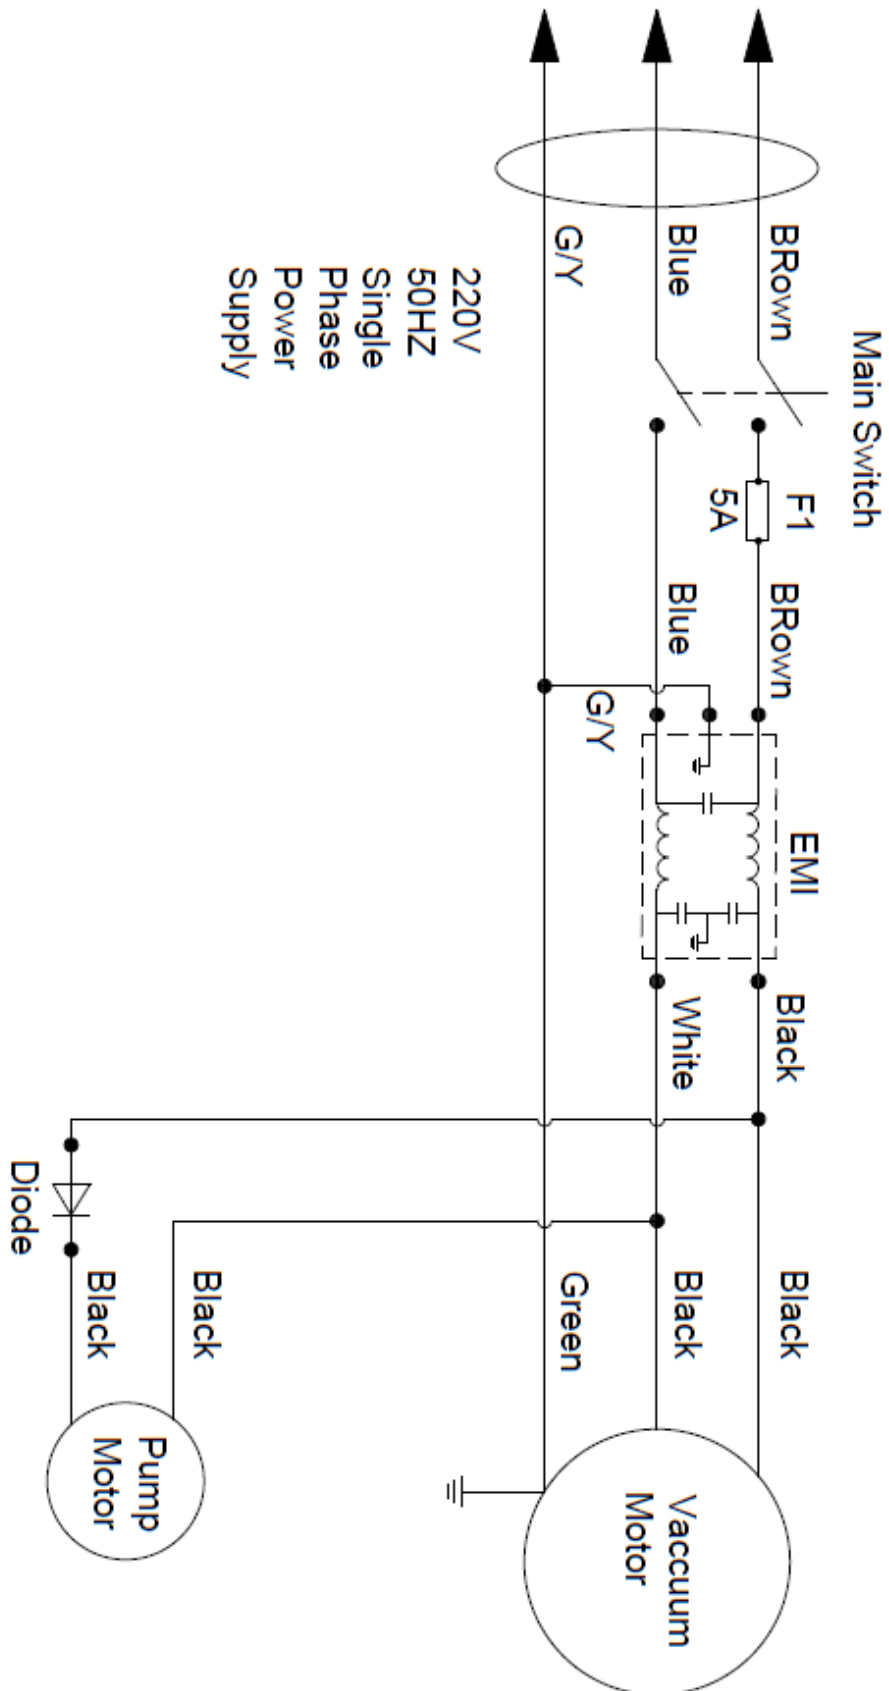 Main Switch
BRown
F1
5A
BRown
EMI
Black
Black
Blue
Blue
White
Black
Vaccuum
Motor
G/Y
G/Y
Green
220V
50HZ
Single
Phase
Power
Supply
Black
Pump
Motor
Black
Diode